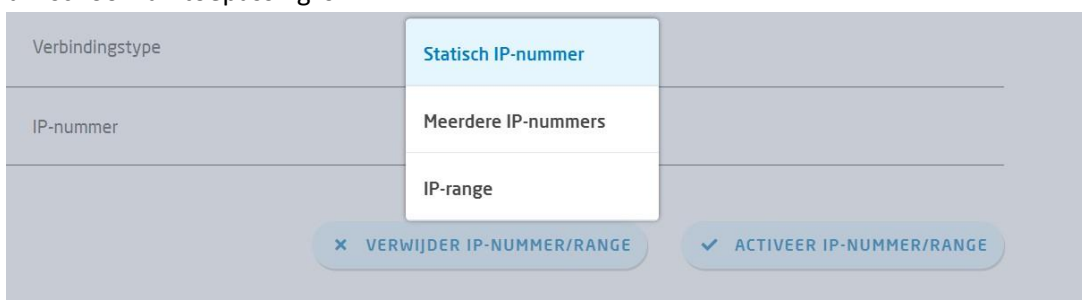 Verbindingstype
Statisch IP-nummer
IP-nummer
Meerdere IP-nummers
IP-range
VERWIJDER IP-NUMMER/RANGE
ACTIVEER IP-NUMMER/RANGE